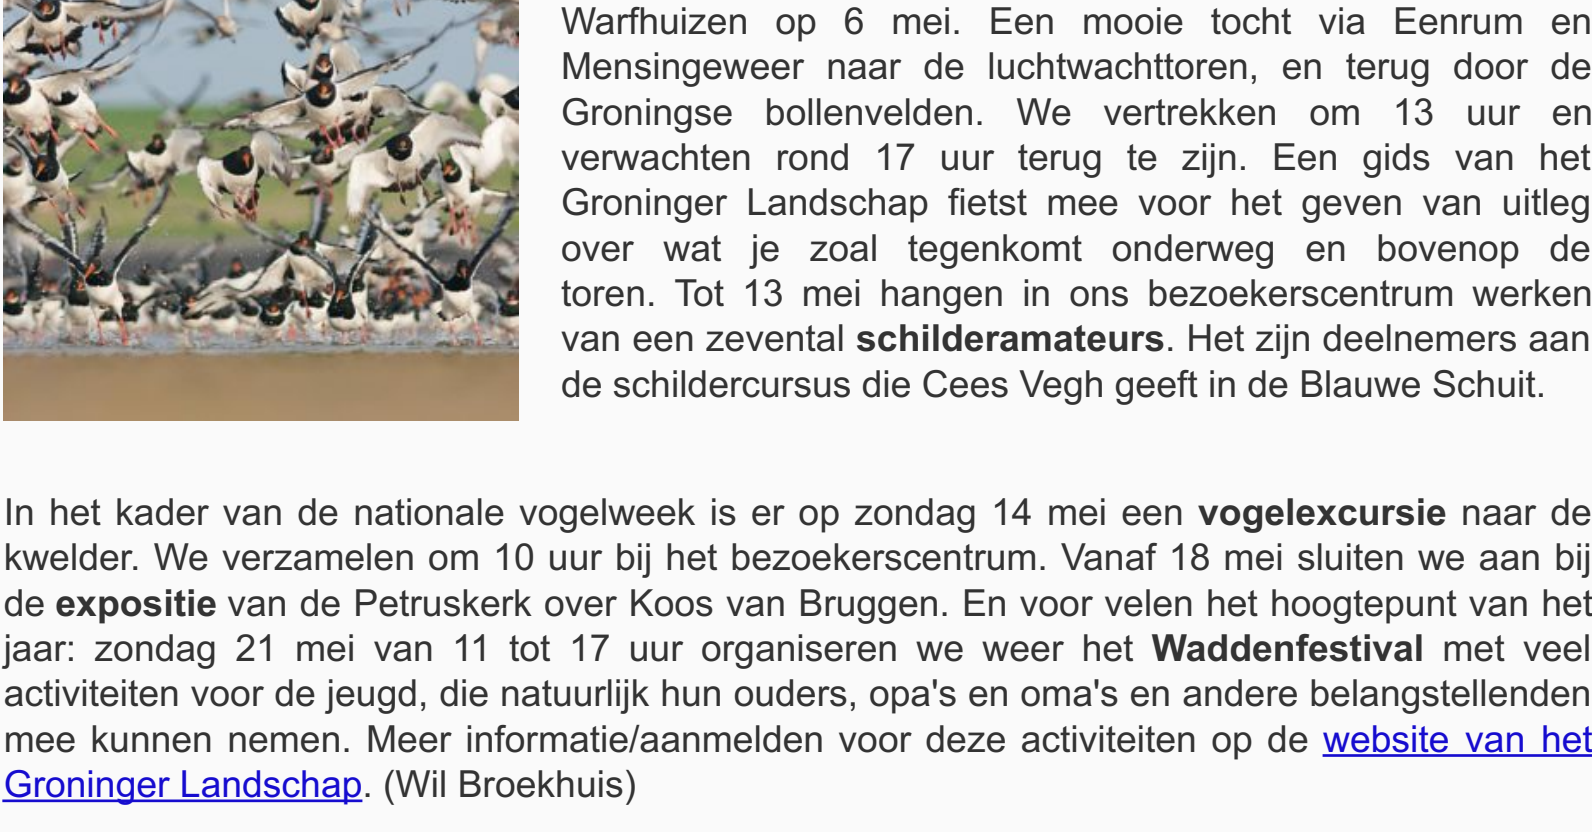 Warfhuizen op 6 mei. Een mooie tocht via Eenrum en
Mensingeweer naar de luchtwachttoren, en terug door de
Groningse bollenvelden. We vertrekken om 13 uur en
verwachten rond 17 uur terug te zijn. Een gids van het
Groninger Landschap fietst mee voor het geven van uitleg
over wat je zoal tegenkomt onderweg en bovenop de
toren. Tot 13 mei hangen in ons bezoekerscentrum werken
van een zevental schilderamateurs. Het zijn deelnemers aan
de schildercursus die Cees Vegh geeft in de Blauwe Schuit.
In het kader van de nationale vogelweek is er op zondag 14 mei een vogelexcursie naar de
kwelder. We verzamelen om 10 uur bij het bezoekerscentrum. Vanaf 18 mei sluiten we aan bij
de expositie van de Petruskerk over Koos van Bruggen. En voor velen het hoogtepunt van het
jaar: zondag 21 mei van 11 tot 17 uur organiseren we weer het Waddenfestival met veel
activiteiten voor de jeugd, die natuurlijk hun ouders, opa's en oma's en andere belangstellenden
mee kunnen nemen. Meer informatie/aanmelden voor deze activiteiten op de website van het
Groninger Landschap. (Wil Broekhuis)